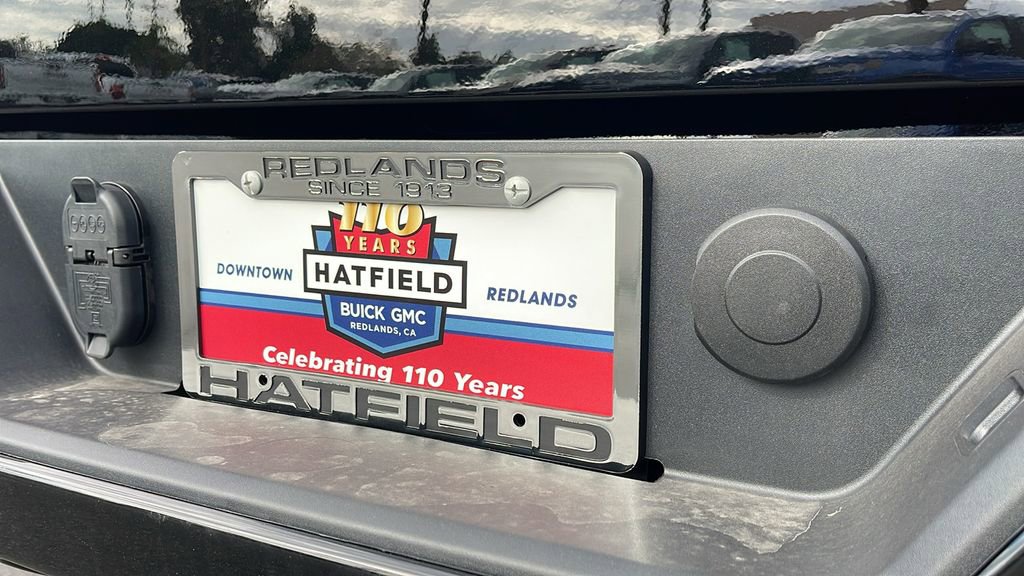 REDLANDS
SINCE 1913
110
YEARS
DOWNTOWN
HATFIELD
REDLANDS
BUICK GMC
REDLANDS, CA
Celebrating 110 Years
HATFIELD